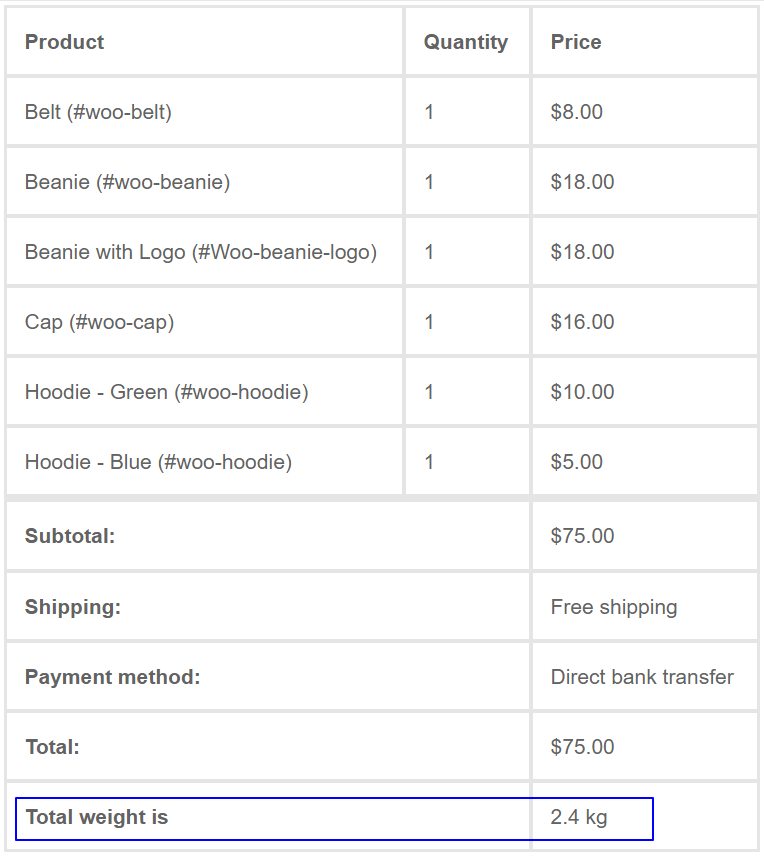 Product Quantity Price
Belt (#woo-belt) 1 $8.00
Beanie (#woo-beanie) 1 $18.00
Beanie with Logo (#Woo-beanie-logo) 1 $18.00
Cap (#woo-cap) 1 $16.00
Hoodie - Green (#woo-hoodie) 1 $10.00
Hoodie - Blue (#woo-hoodie) 1 $5.00
Subtotal: $75.00
Shipping: Free shipping
Payment method: Direct bank transfer
Total: $75.00
Total weight is 2.4 kg